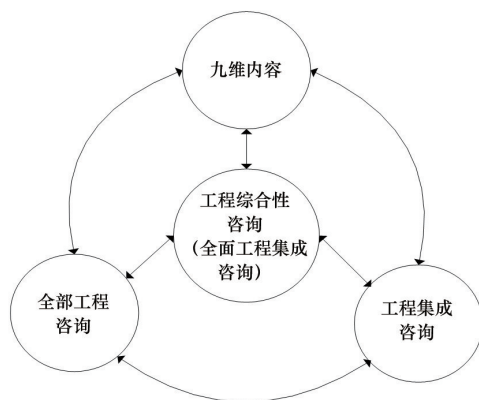 九维内容
工程综合性
咨询
（全面工程集成
咨询）
全部工程
咨询
工程集成
咨询